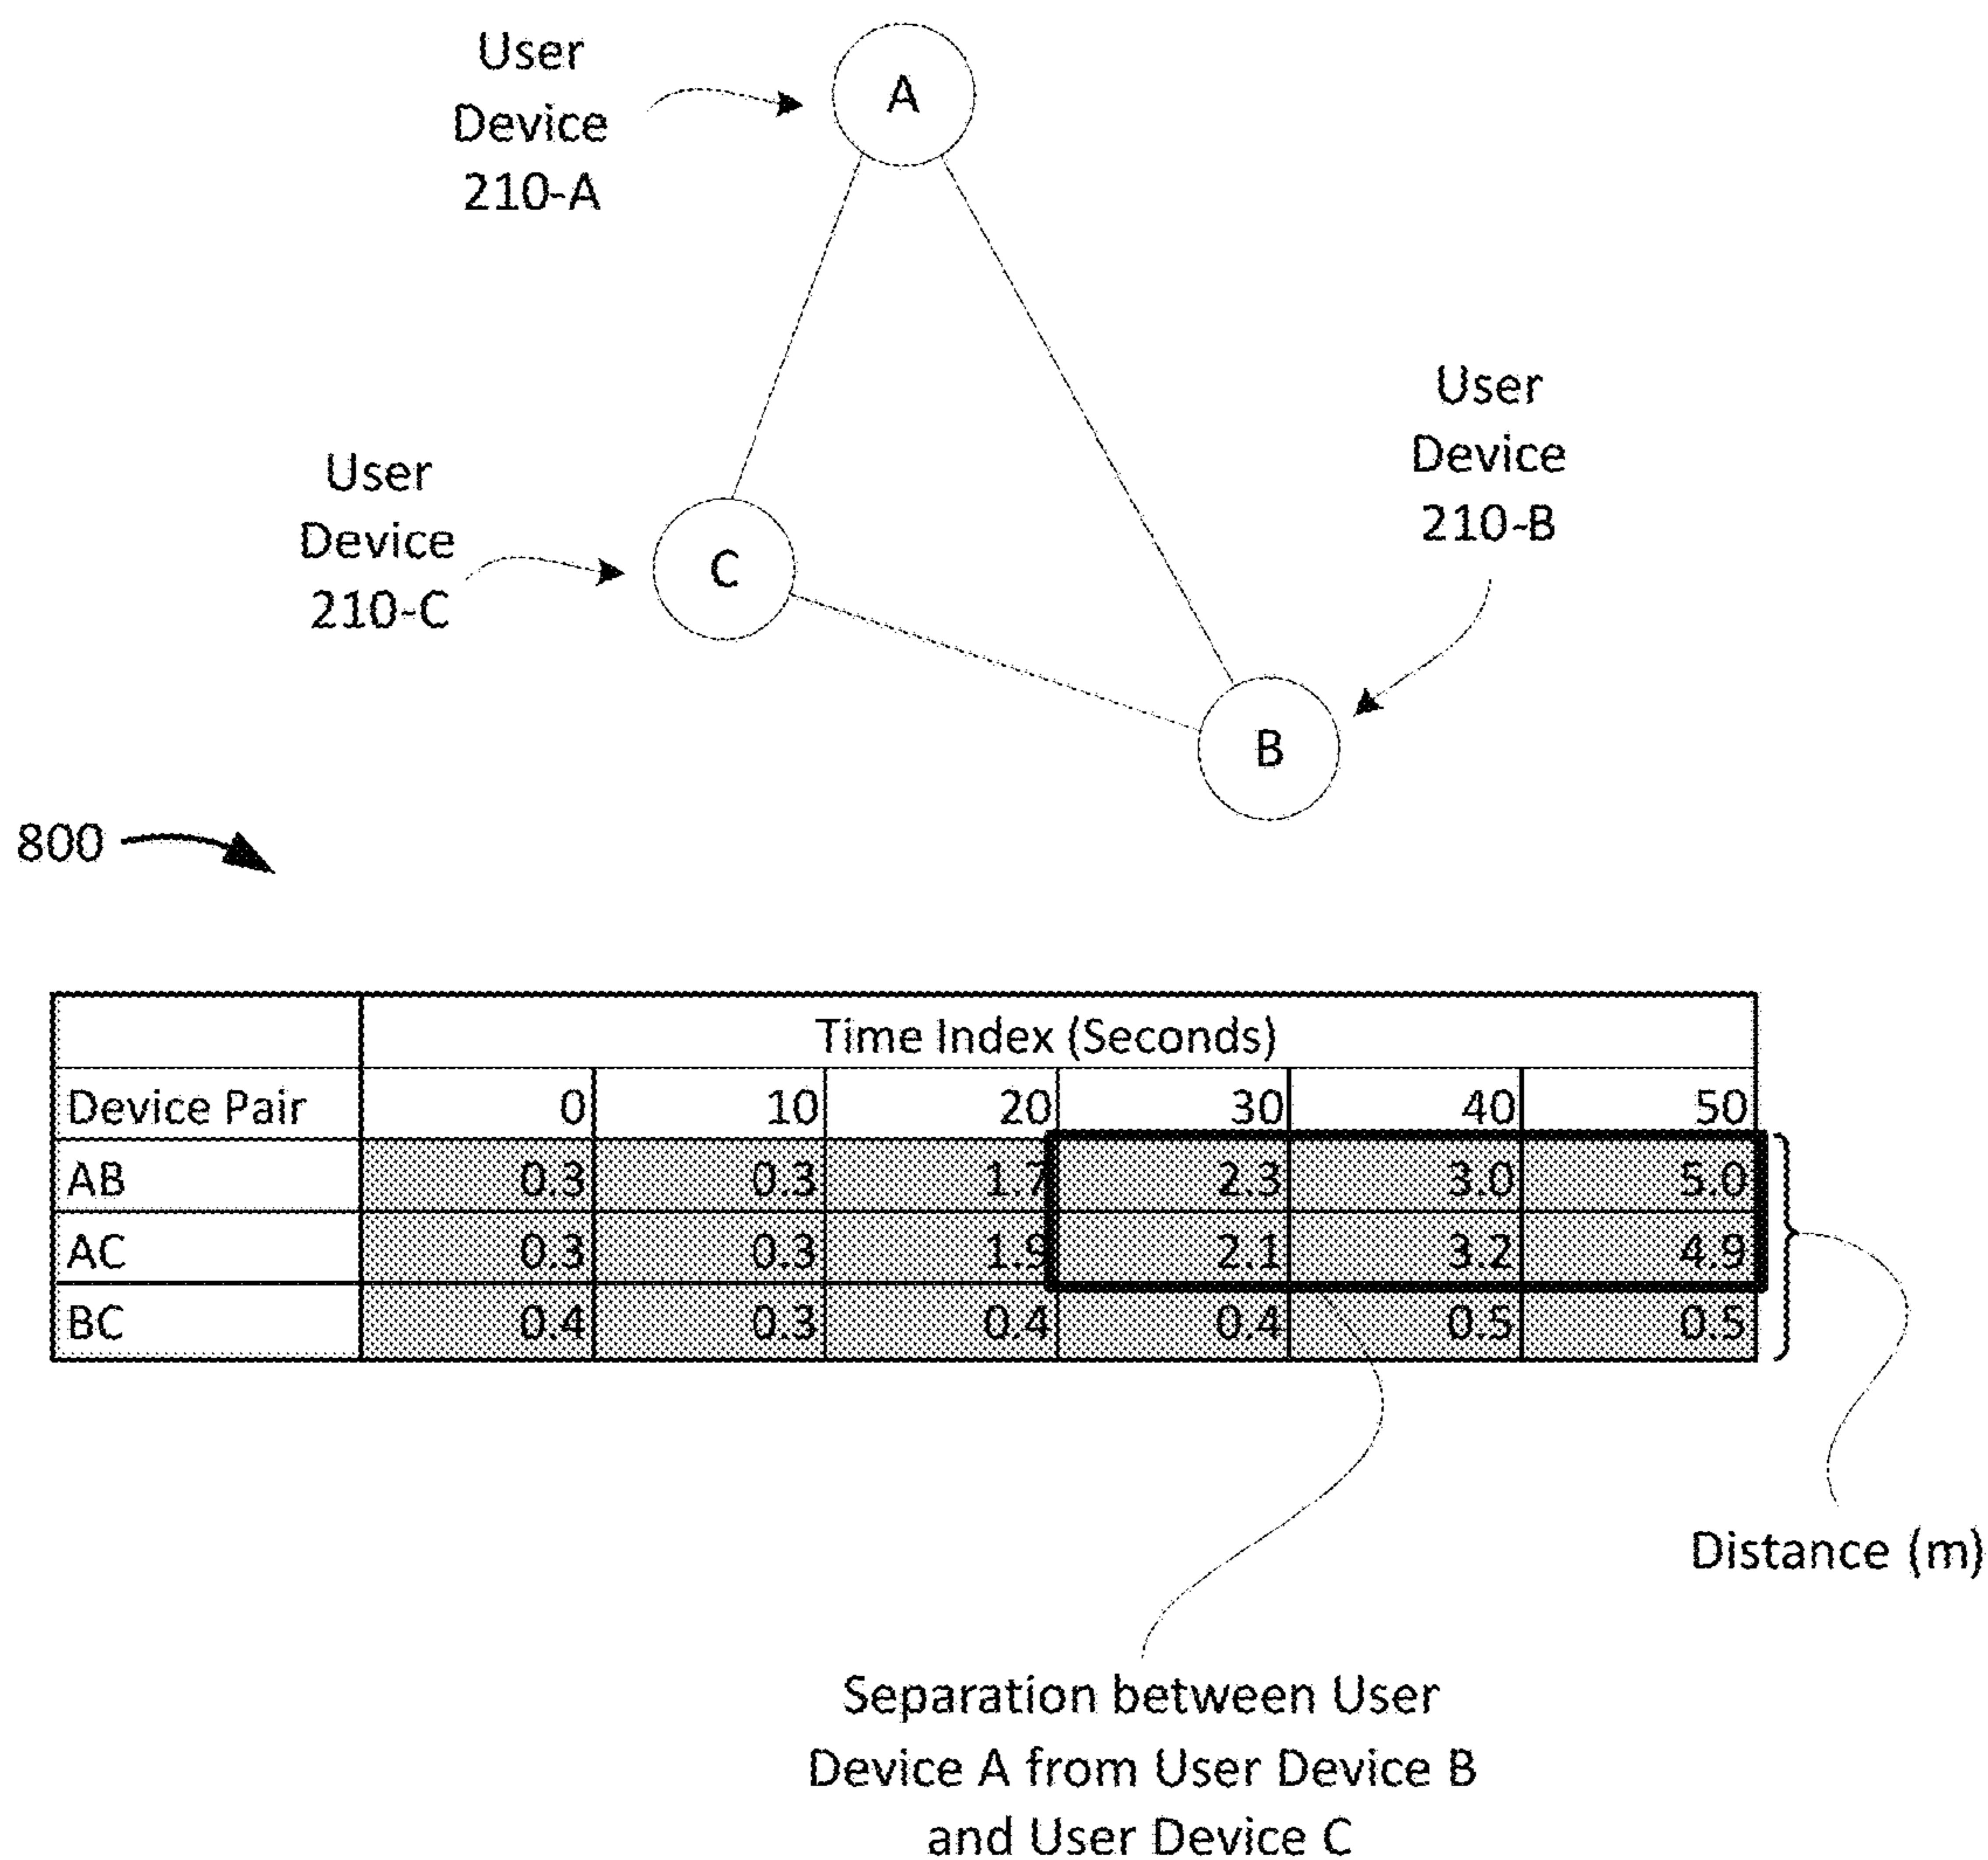 User
Device
210-A
A
User
Device
210-B
User
Device
210-C
C
B
800
Time Index (Seconds)
Device Pair 0 10 20 30 40 50
AB 0.3 0.3 1.7 2.3 3.0 5.0
AC 0.3 0.3 1.9 2.1 3.2 4.9
BC 0.4 0.3 0.4 0.4 0.5 0.5
Distance (m)
Separation between User
Device A from User Device B
and User Device C